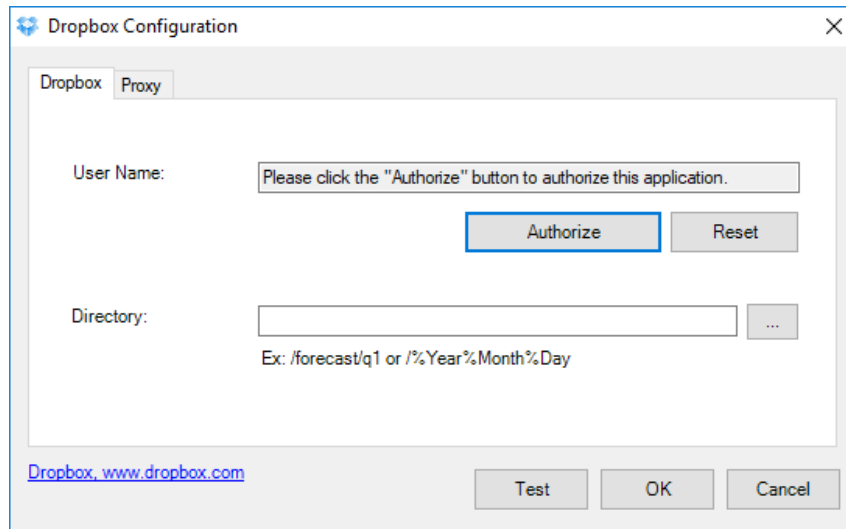 Dropbox Configuration
Dropbox Proxy
User Name: Please click the "Authorize" button to authorize this application.
Authorize Reset
Directory: ...
Ex: /forecast/q1 or /%Year%Month%Day
Dropbox, www.dropbox.com
Test OK Cancel